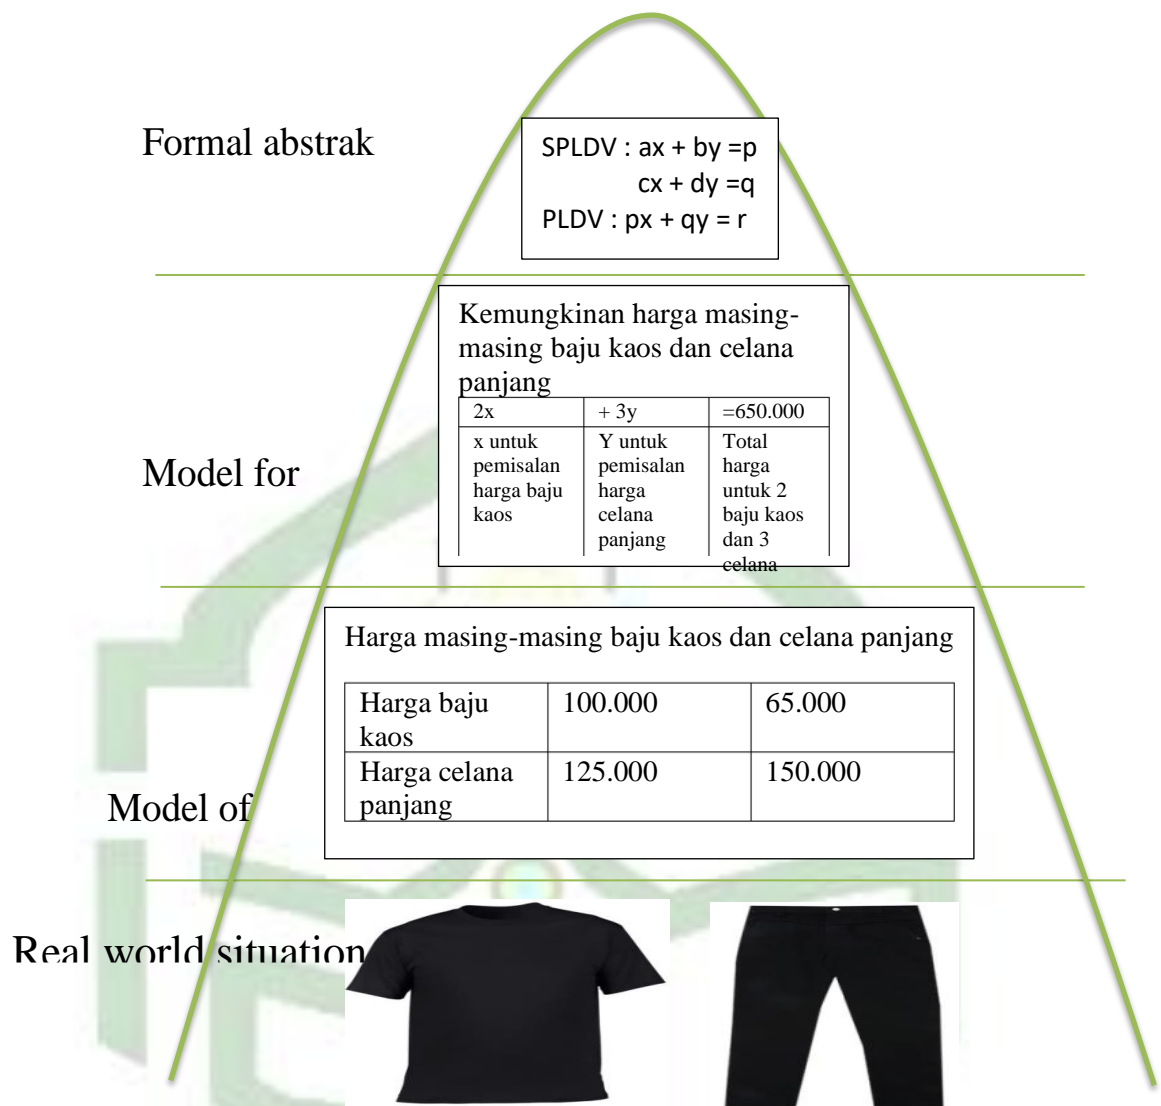 Formal abstrak
SPLDV : ax + by =p
cx + dy =q
PLDV : px + qy = r
Model for
Kemungkinan harga masing-
masing baju kaos dan celana
panjang
2x + 3y =650.000
x untuk
pemisalan
harga baju
kaos
Y untuk
pemisalan
harga
celana
panjang
Total
harga
untuk 2
baju kaos
dan 3
celana
Model of
Harga masing-masing baju kaos dan celana panjang
Harga baju
kaos
100.000
65.000
Harga celana
panjang
125.000
150.000
Real world situation